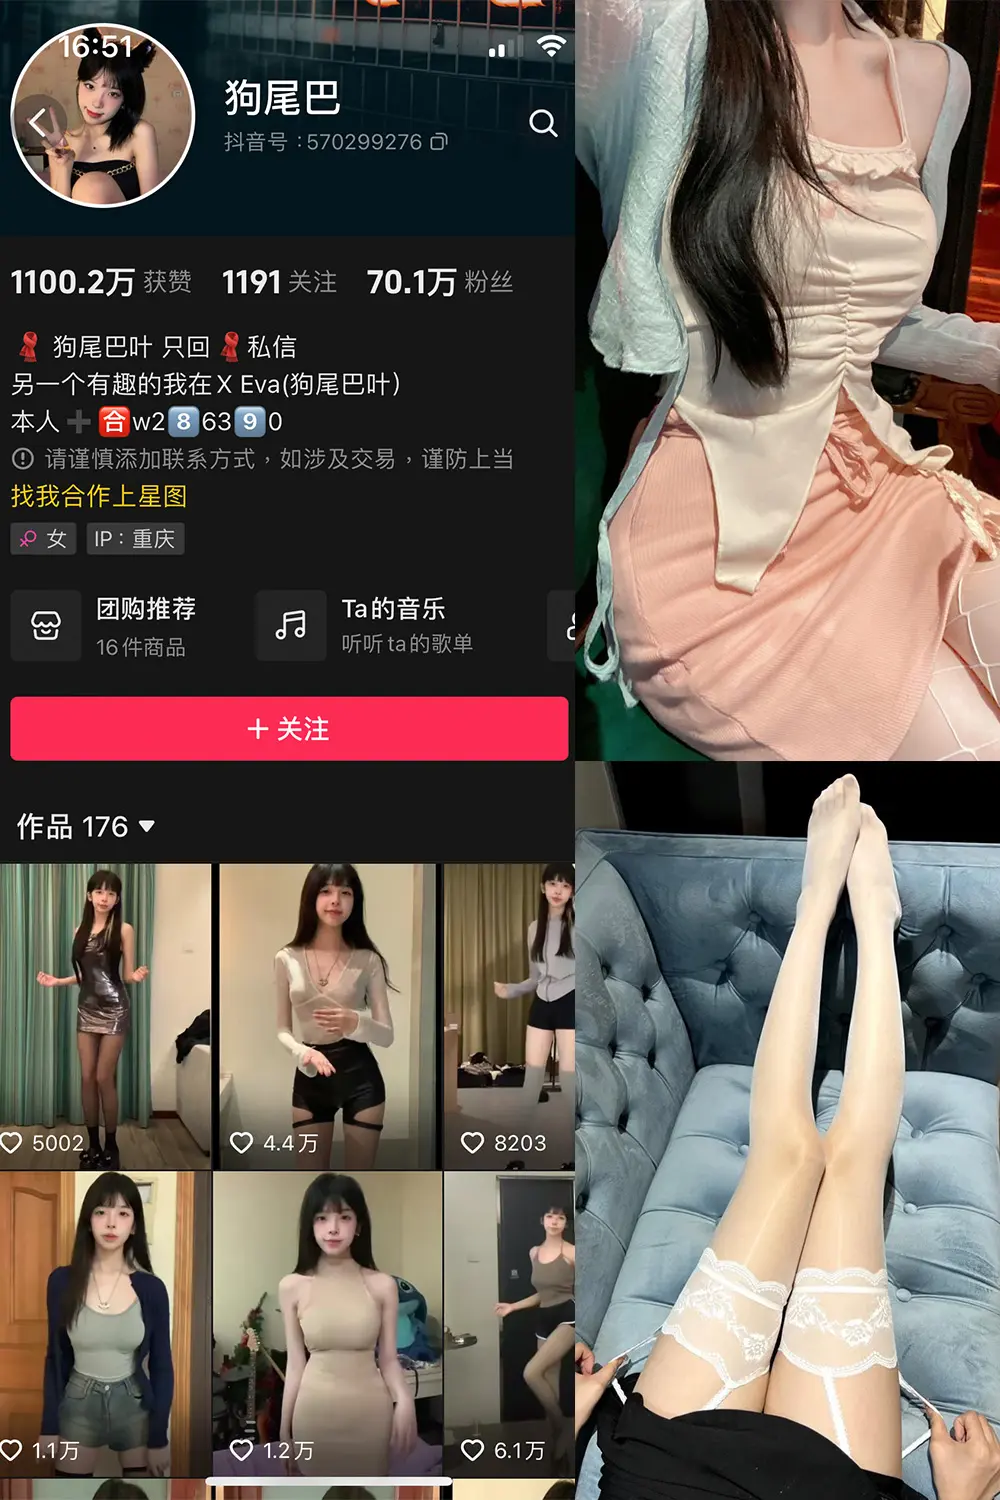 16:51
狗尾巴
抖音号：570299276
1100.2万 获赞 1191 关注 70.1万 粉丝
🧣 狗尾巴叶 只回🧣私信
另一个有趣的我在 X Eva(狗尾巴叶）
本人➕🈴w28️⃣639️⃣0
请谨慎添加联系方式，如涉及交易，谨防上当
找我合作上星图
女 IP：重庆
团购推荐 Ta的音乐
16件商品 听听ta的歌单
＋关注
作品 176
5002 4.4万 8203
1.1万 1.2万 6.1万